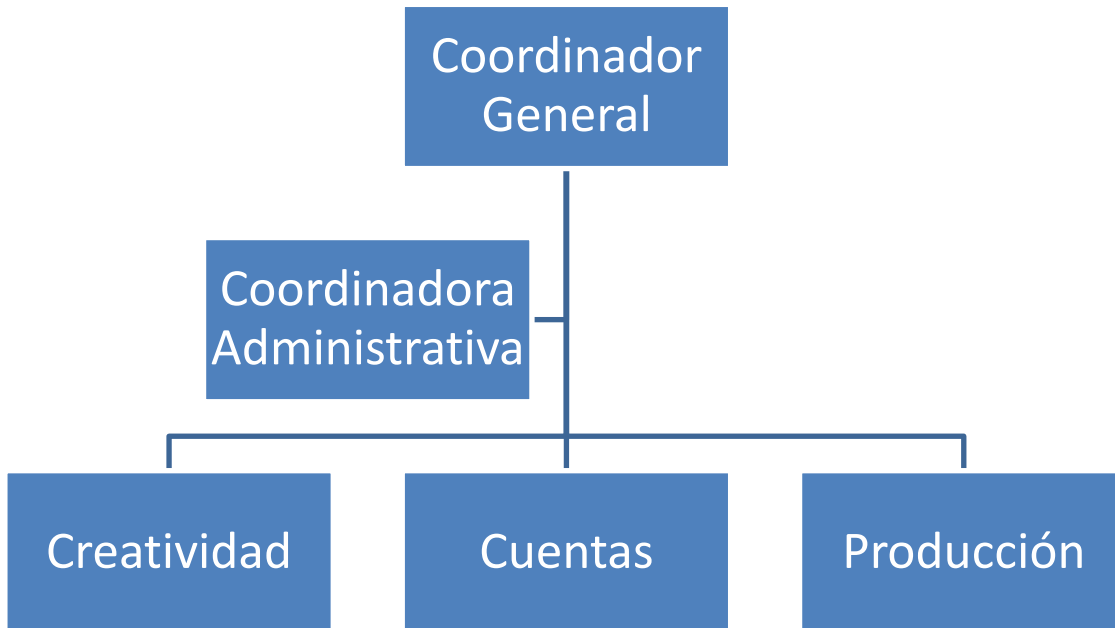 Coordinador
General
Coordinadora
Administrativa
Creatividad
Cuentas
Producción